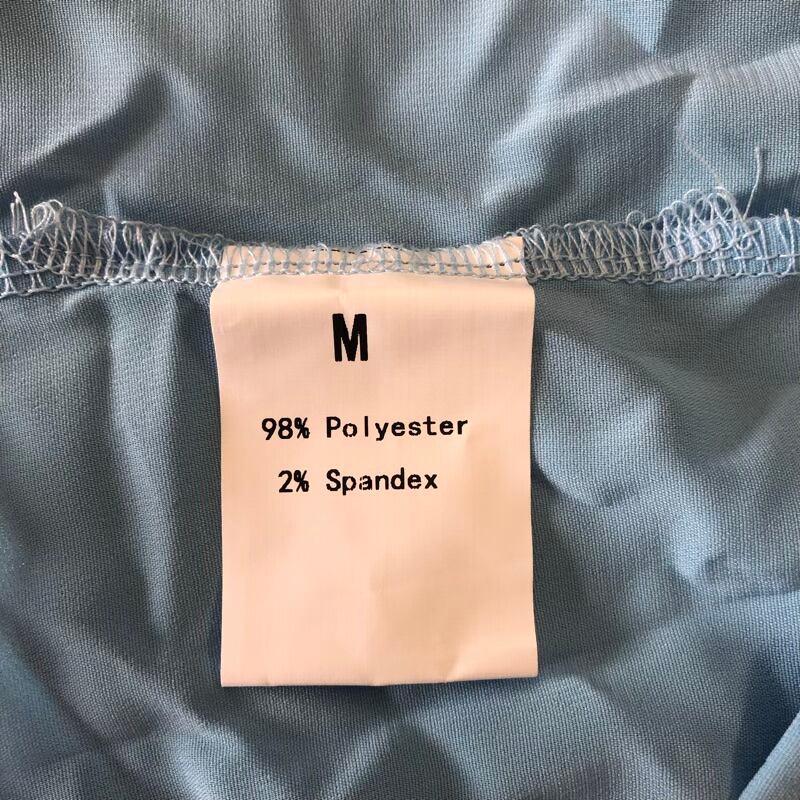 M
98% Polyester
2% Spandex